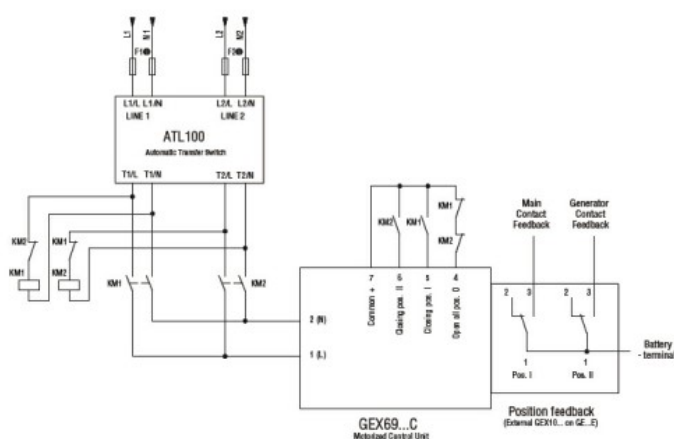 L1 N1 L2 N2
F1❶ F2❶
L1/L L1/N L2/L L2/N
LINE 1 LINE 2
ATL100
Automatic Transfer Switch
T1/L T1/N T2/L T2/N
KM2 KM1
KM1 KM2
KM1 KM2
KM2 KM1 KM1
KM2
7 6 5 4
Common +
Closing pos. II
Closing pos. I
Open all pos. O
2 (N)
1 (L)
GEX69...C
Motorized Control Unit
Main
Contact
Feedback
Generator
Contact
Feedback
2 3 2 3
1 1
Pos. I Pos. II
Battery
- terminal
Position feedback
(External GEX10... on GE...E)